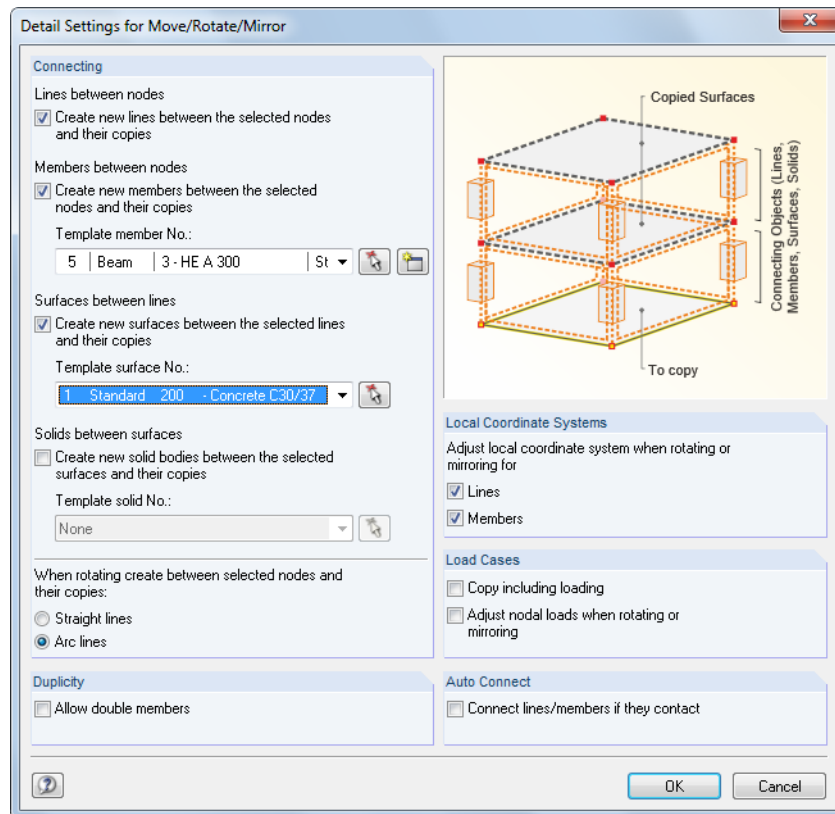 Detail Settings for Move/Rotate/Mirror
Connecting
Lines between nodes
Create new lines between the selected nodes
and their copies
Members between nodes
Create new members between the selected
nodes and their copies
Template member No.:
5 | Beam | 3 - HE A 300 | St
Surfaces between lines
Create new surfaces between the selected lines
and their copies
Template surface No.:
1 Standard 200 - Concrete C30/37
Solids between surfaces
Create new solid bodies between the selected
surfaces and their copies
Template solid No.:
None
When rotating create between selected nodes and
their copies:
Straight lines
Arc lines
Duplicity
Allow double members
Copied Surfaces
Connecting Objects (Lines,
Members, Surfaces, Solids)
To copy
Local Coordinate Systems
Adjust local coordinate system when rotating or
mirroring for
Lines
Members
Load Cases
Copy including loading
Adjust nodal loads when rotating or
mirroring
Auto Connect
Connect lines/members if they contact
OK
Cancel